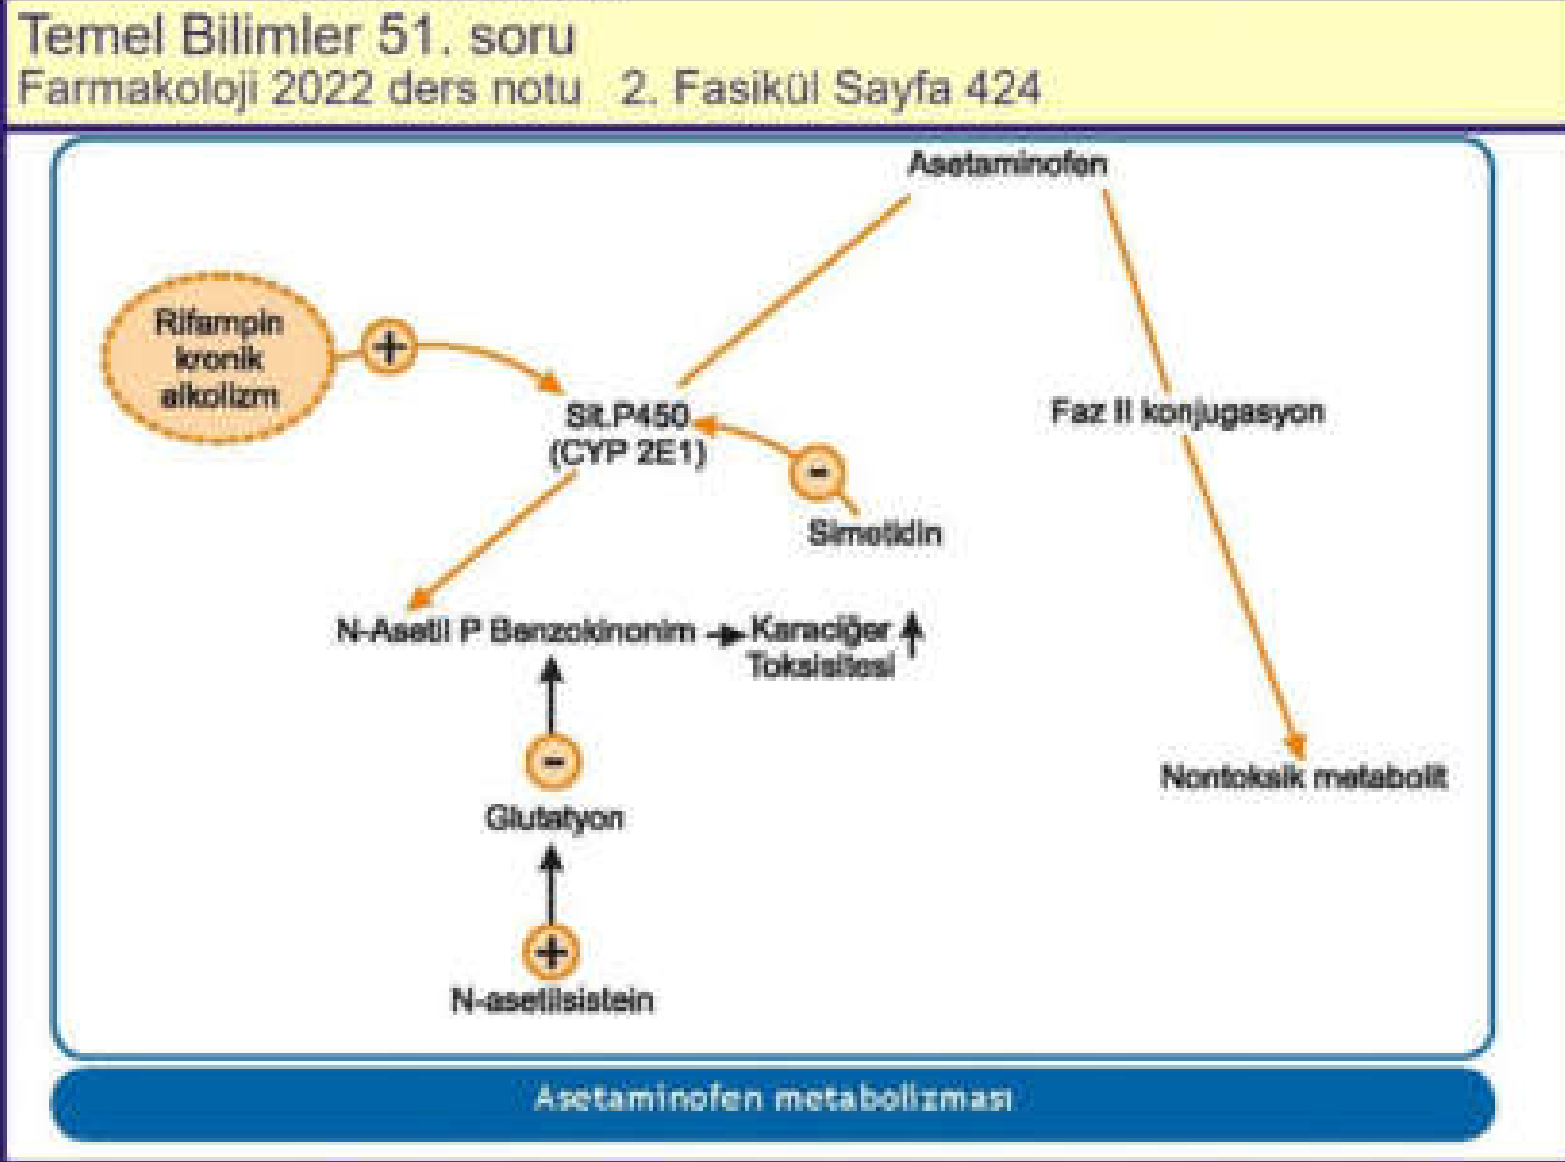 Temel Bilimler 51. soru
Farmakoloji 2022 ders notu 2. Fasikül Sayfa 424
Asetaminofen
Rifampin
kronik
alkolizm
+
Sit.P450
(CYP 2E1)
Faz II konjugasyon
-
Simetidin
N-Asetil P Benzokinonim
Karaciğer
Toksisitesi
-
Nontoksik metabolit
Glutatyon
+
N-asetilsistein
Asetaminofen metabolizması